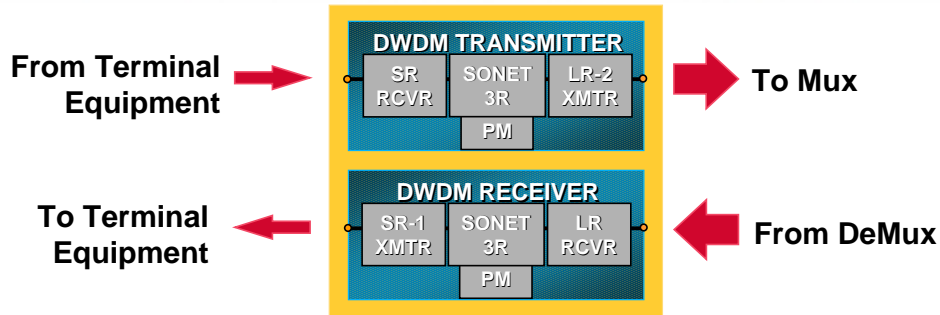 DWDM TRANSMITTER
From Terminal
Equipment
SR
RCVR
SONET
3R
LR-2
XMTR
PM
To Mux
DWDM RECEIVER
To Terminal
Equipment
SR-1
XMTR
SONET
3R
LR
RCVR
PM
From DeMux